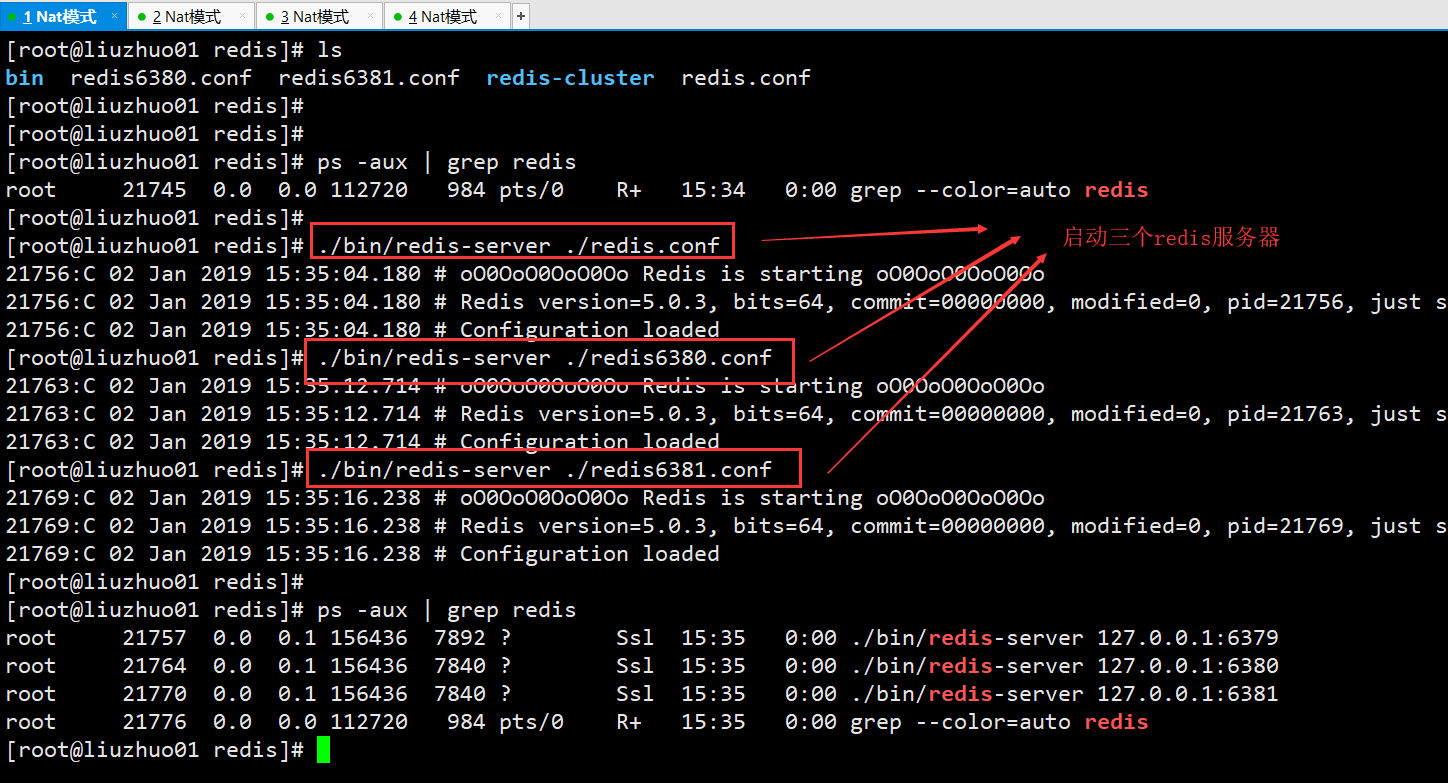 1 Nat模式 × 2 Nat模式 × 3 Nat模式 × 4 Nat模式 × +
[root@liuzhuo01 redis]# ls
bin  redis6380.conf  redis6381.conf  redis-cluster  redis.conf
[root@liuzhuo01 redis]#
[root@liuzhuo01 redis]#
[root@liuzhuo01 redis]# ps -aux | grep redis
root     21745  0.0  0.0 112720   984 pts/0    R+   15:34   0:00 grep --color=auto redis
[root@liuzhuo01 redis]#
[root@liuzhuo01 redis]# ./bin/redis-server ./redis.conf
启动三个redis服务器
21756:C 02 Jan 2019 15:35:04.180 # oO0OoO0OoO0Oo Redis is starting oO0OoO0OoO0Oo
21756:C 02 Jan 2019 15:35:04.180 # Redis version=5.0.3, bits=64, commit=00000000, modified=0, pid=21756, just s
21756:C 02 Jan 2019 15:35:04.180 # Configuration loaded
[root@liuzhuo01 redis]# ./bin/redis-server ./redis6380.conf
21763:C 02 Jan 2019 15:35:12.714 # oO0OoO0OoO0Oo Redis is starting oO0OoO0OoO0Oo
21763:C 02 Jan 2019 15:35:12.714 # Redis version=5.0.3, bits=64, commit=00000000, modified=0, pid=21763, just s
21763:C 02 Jan 2019 15:35:12.714 # Configuration loaded
[root@liuzhuo01 redis]# ./bin/redis-server ./redis6381.conf
21769:C 02 Jan 2019 15:35:16.238 # oO0OoO0OoO0Oo Redis is starting oO0OoO0OoO0Oo
21769:C 02 Jan 2019 15:35:16.238 # Redis version=5.0.3, bits=64, commit=00000000, modified=0, pid=21769, just s
21769:C 02 Jan 2019 15:35:16.238 # Configuration loaded
[root@liuzhuo01 redis]#
[root@liuzhuo01 redis]# ps -aux | grep redis
root     21757  0.0  0.1 156436  7892 ?        Ssl  15:35   0:00 ./bin/redis-server 127.0.0.1:6379
root     21764  0.0  0.1 156436  7840 ?        Ssl  15:35   0:00 ./bin/redis-server 127.0.0.1:6380
root     21770  0.0  0.1 156436  7840 ?        Ssl  15:35   0:00 ./bin/redis-server 127.0.0.1:6381
root     21776  0.0  0.0 112720   984 pts/0    R+   15:35   0:00 grep --color=auto redis
[root@liuzhuo01 redis]#